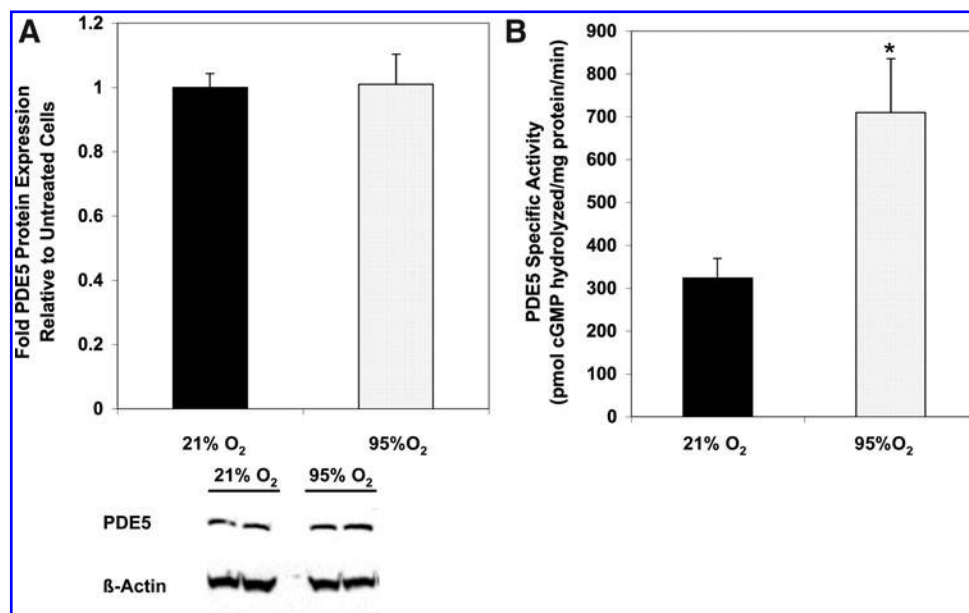 A
Fold PDE5 Protein Expression
Relative to Untreated Cells
1.2
1
0.8
0.6
0.4
0.2
0
21% O₂
95%O₂
21% O₂
95% O₂
PDE5
ß-Actin
B
PDE5 Specific Activity
(pmol cGMP hydrolyzed/mg protein/min)
900
800
700
600
500
400
300
200
100
0
*
21% O₂
95%O₂